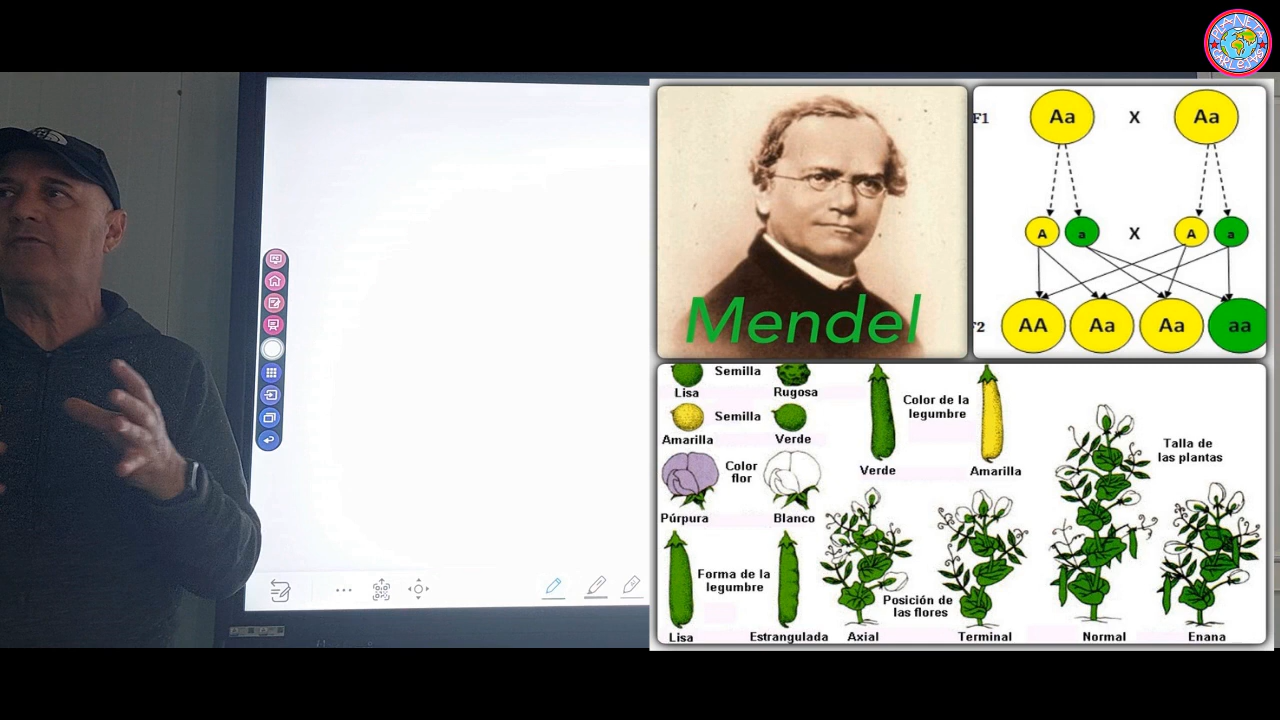 PLANETA
CARLEJAS
Mendel
F1
Aa
X
Aa
A
a
X
A
a
F2
AA
Aa
Aa
aa
Semilla
Lisa
Rugosa
Semilla
Amarilla
Verde
Color
flor
Púrpura
Blanco
Color de la
legumbre
Verde
Amarilla
Talla de
las plantas
Forma de la
legumbre
Lisa
Estrangulada
Posición de
las flores
Axial
Terminal
Normal
Enana